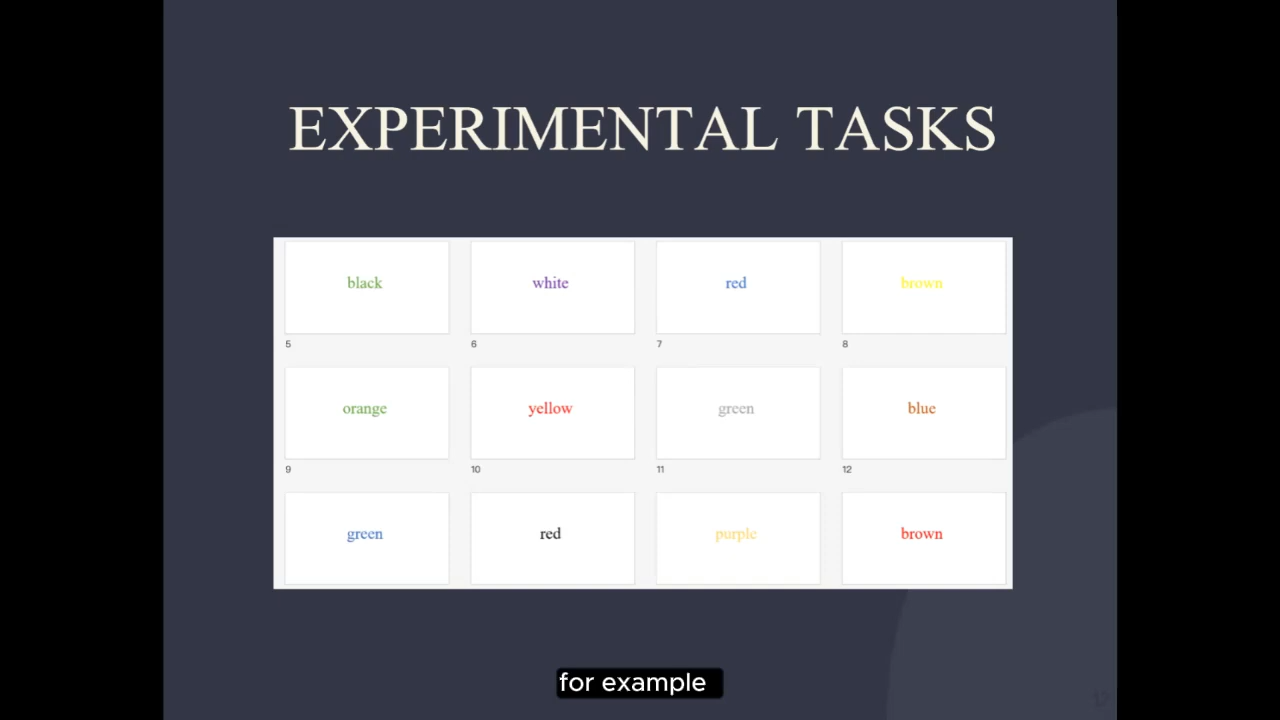 EXPERIMENTAL TASKS
black white red brown
5 6 7 8
orange yellow green blue
9 10 11 12
green red purple brown
for example